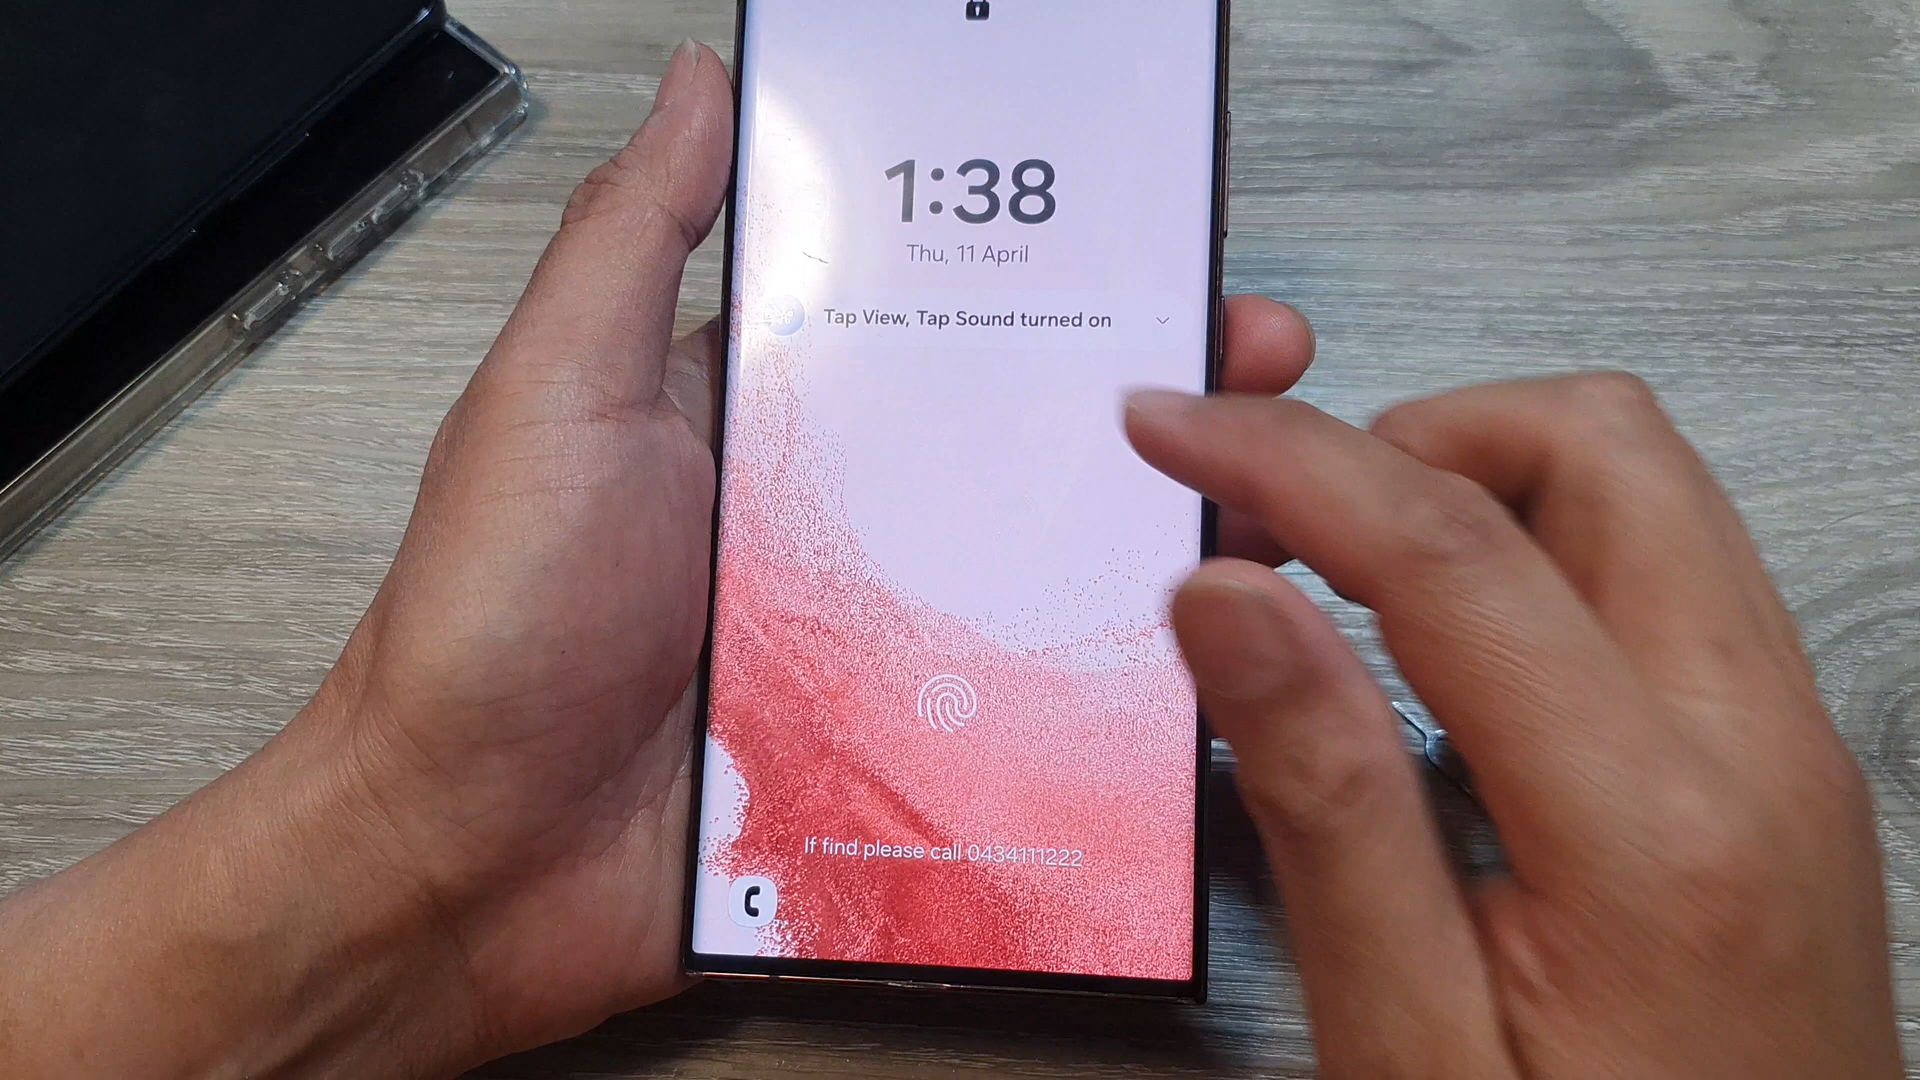 1:38
Thu, 11 April
Tap View, Tap Sound turned on
If find please call 0434111222